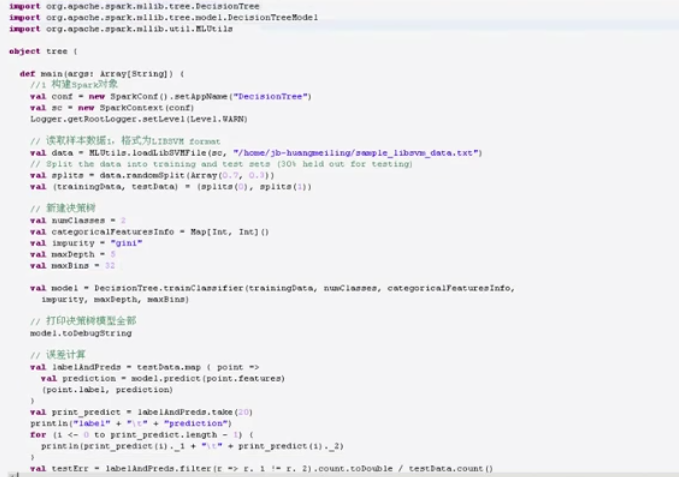 import org.apache.spark.mllib.tree.DecisionTree
import org.apache.spark.mllib.tree.model.DecisionTreeModel
import org.apache.spark.mllib.util.MLUtils
object tree {
def main(args: Array[String]) {
//1 构建Spark对象
val conf = new SparkConf().setAppName("DecisionTree")
val sc = new SparkContext(conf)
Logger.getRootLogger.setLevel(Level.WARN)
// 读取样本数据1，格式为LIBSVM format
val data = MLUtils.loadLibSVMFile(sc, "/home/jb-huangmeiling/sample_libsvm_data.txt")
// Split the data into training and test sets (30% held out for testing)
val splits = data.randomSplit(Array(0.7, 0.3))
val (trainingData, testData) = (splits(0), splits(1))
// 新建决策树
val numClasses = 2
val categoricalFeaturesInfo = Map[Int, Int]()
val impurity = "gini"
val maxDepth = 5
val maxBins = 32
val model = DecisionTree.trainClassifier(trainingData, numClasses, categoricalFeaturesInfo,
impurity, maxDepth, maxBins)
// 打印决策树模型全部
model.toDebugString
// 误差计算
val labelAndPreds = testData.map { point =>
val prediction = model.predict(point.features)
(point.label, prediction)
}
val print_predict = labelAndPreds.take(20)
println("label" + "\t" + "prediction")
for (i <- 0 to print_predict.length - 1) {
println(print_predict(i)._1 + "\t" + print_predict(i)._2)
}
val testErr = labelAndPreds.filter(r => r._1 != r._2).count.toDouble / testData.count()